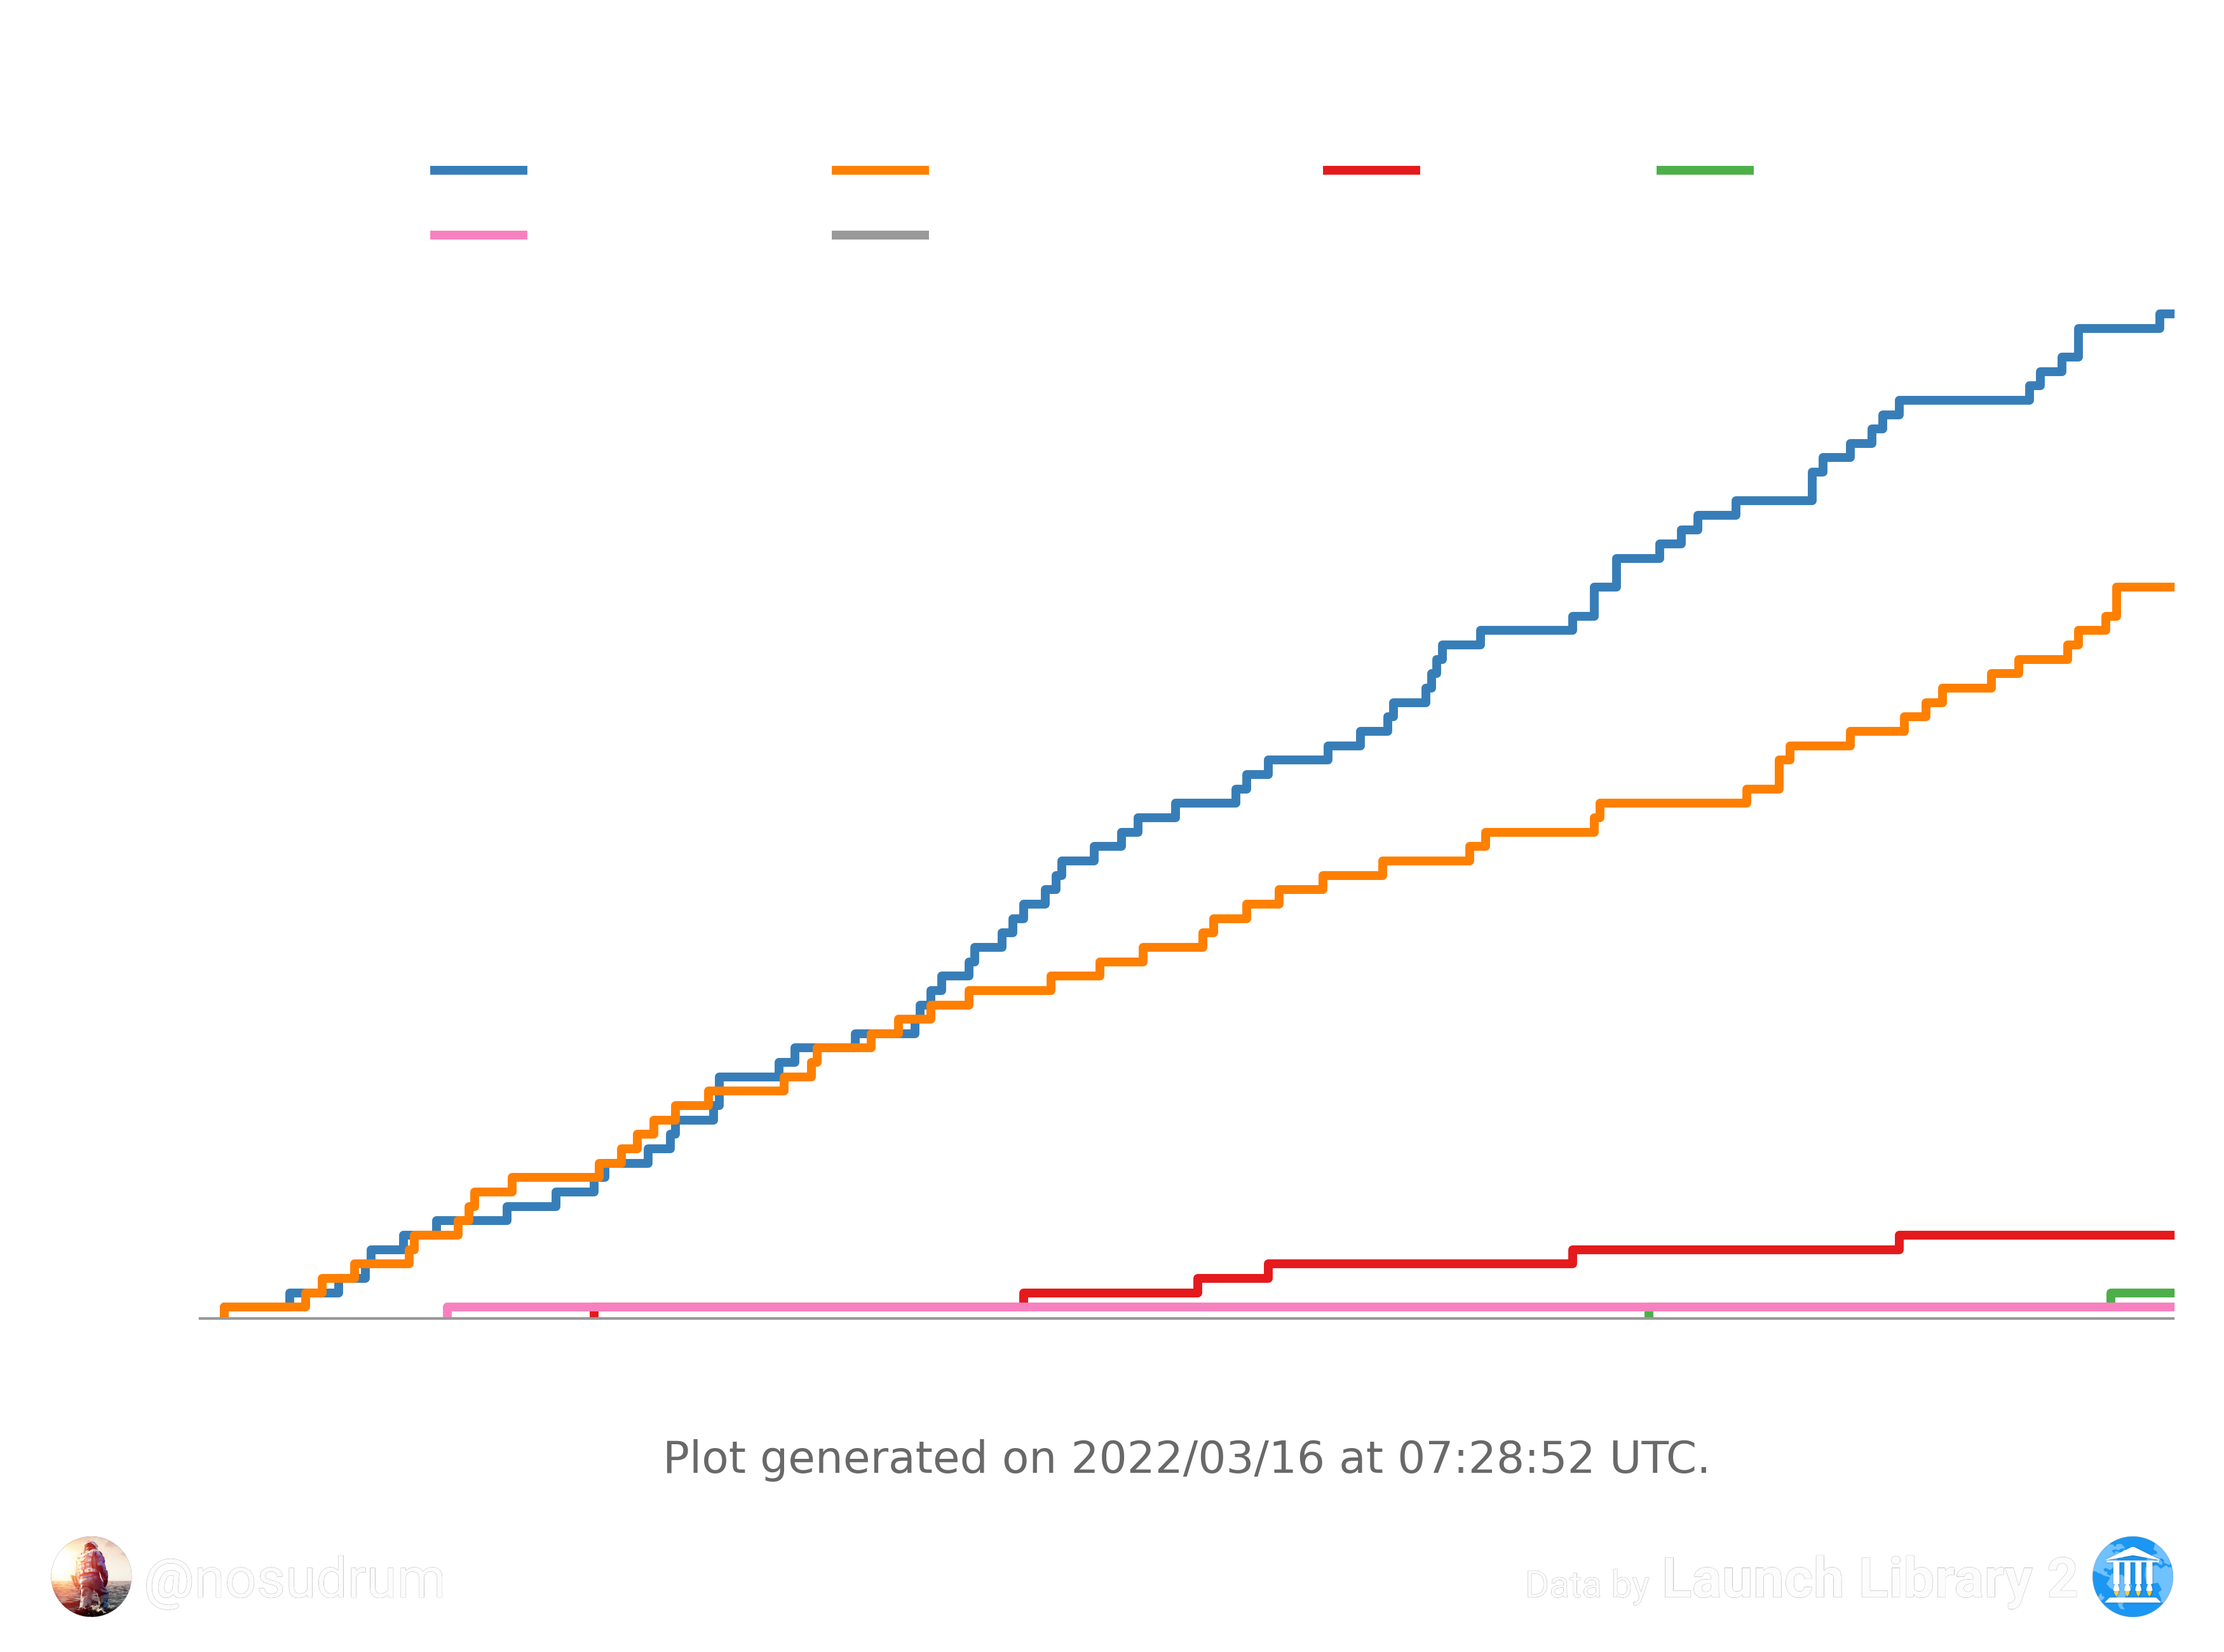 Plot generated on 2022/03/16 at 07:28:52 UTC.
@nosudrum
Data by Launch Library 2